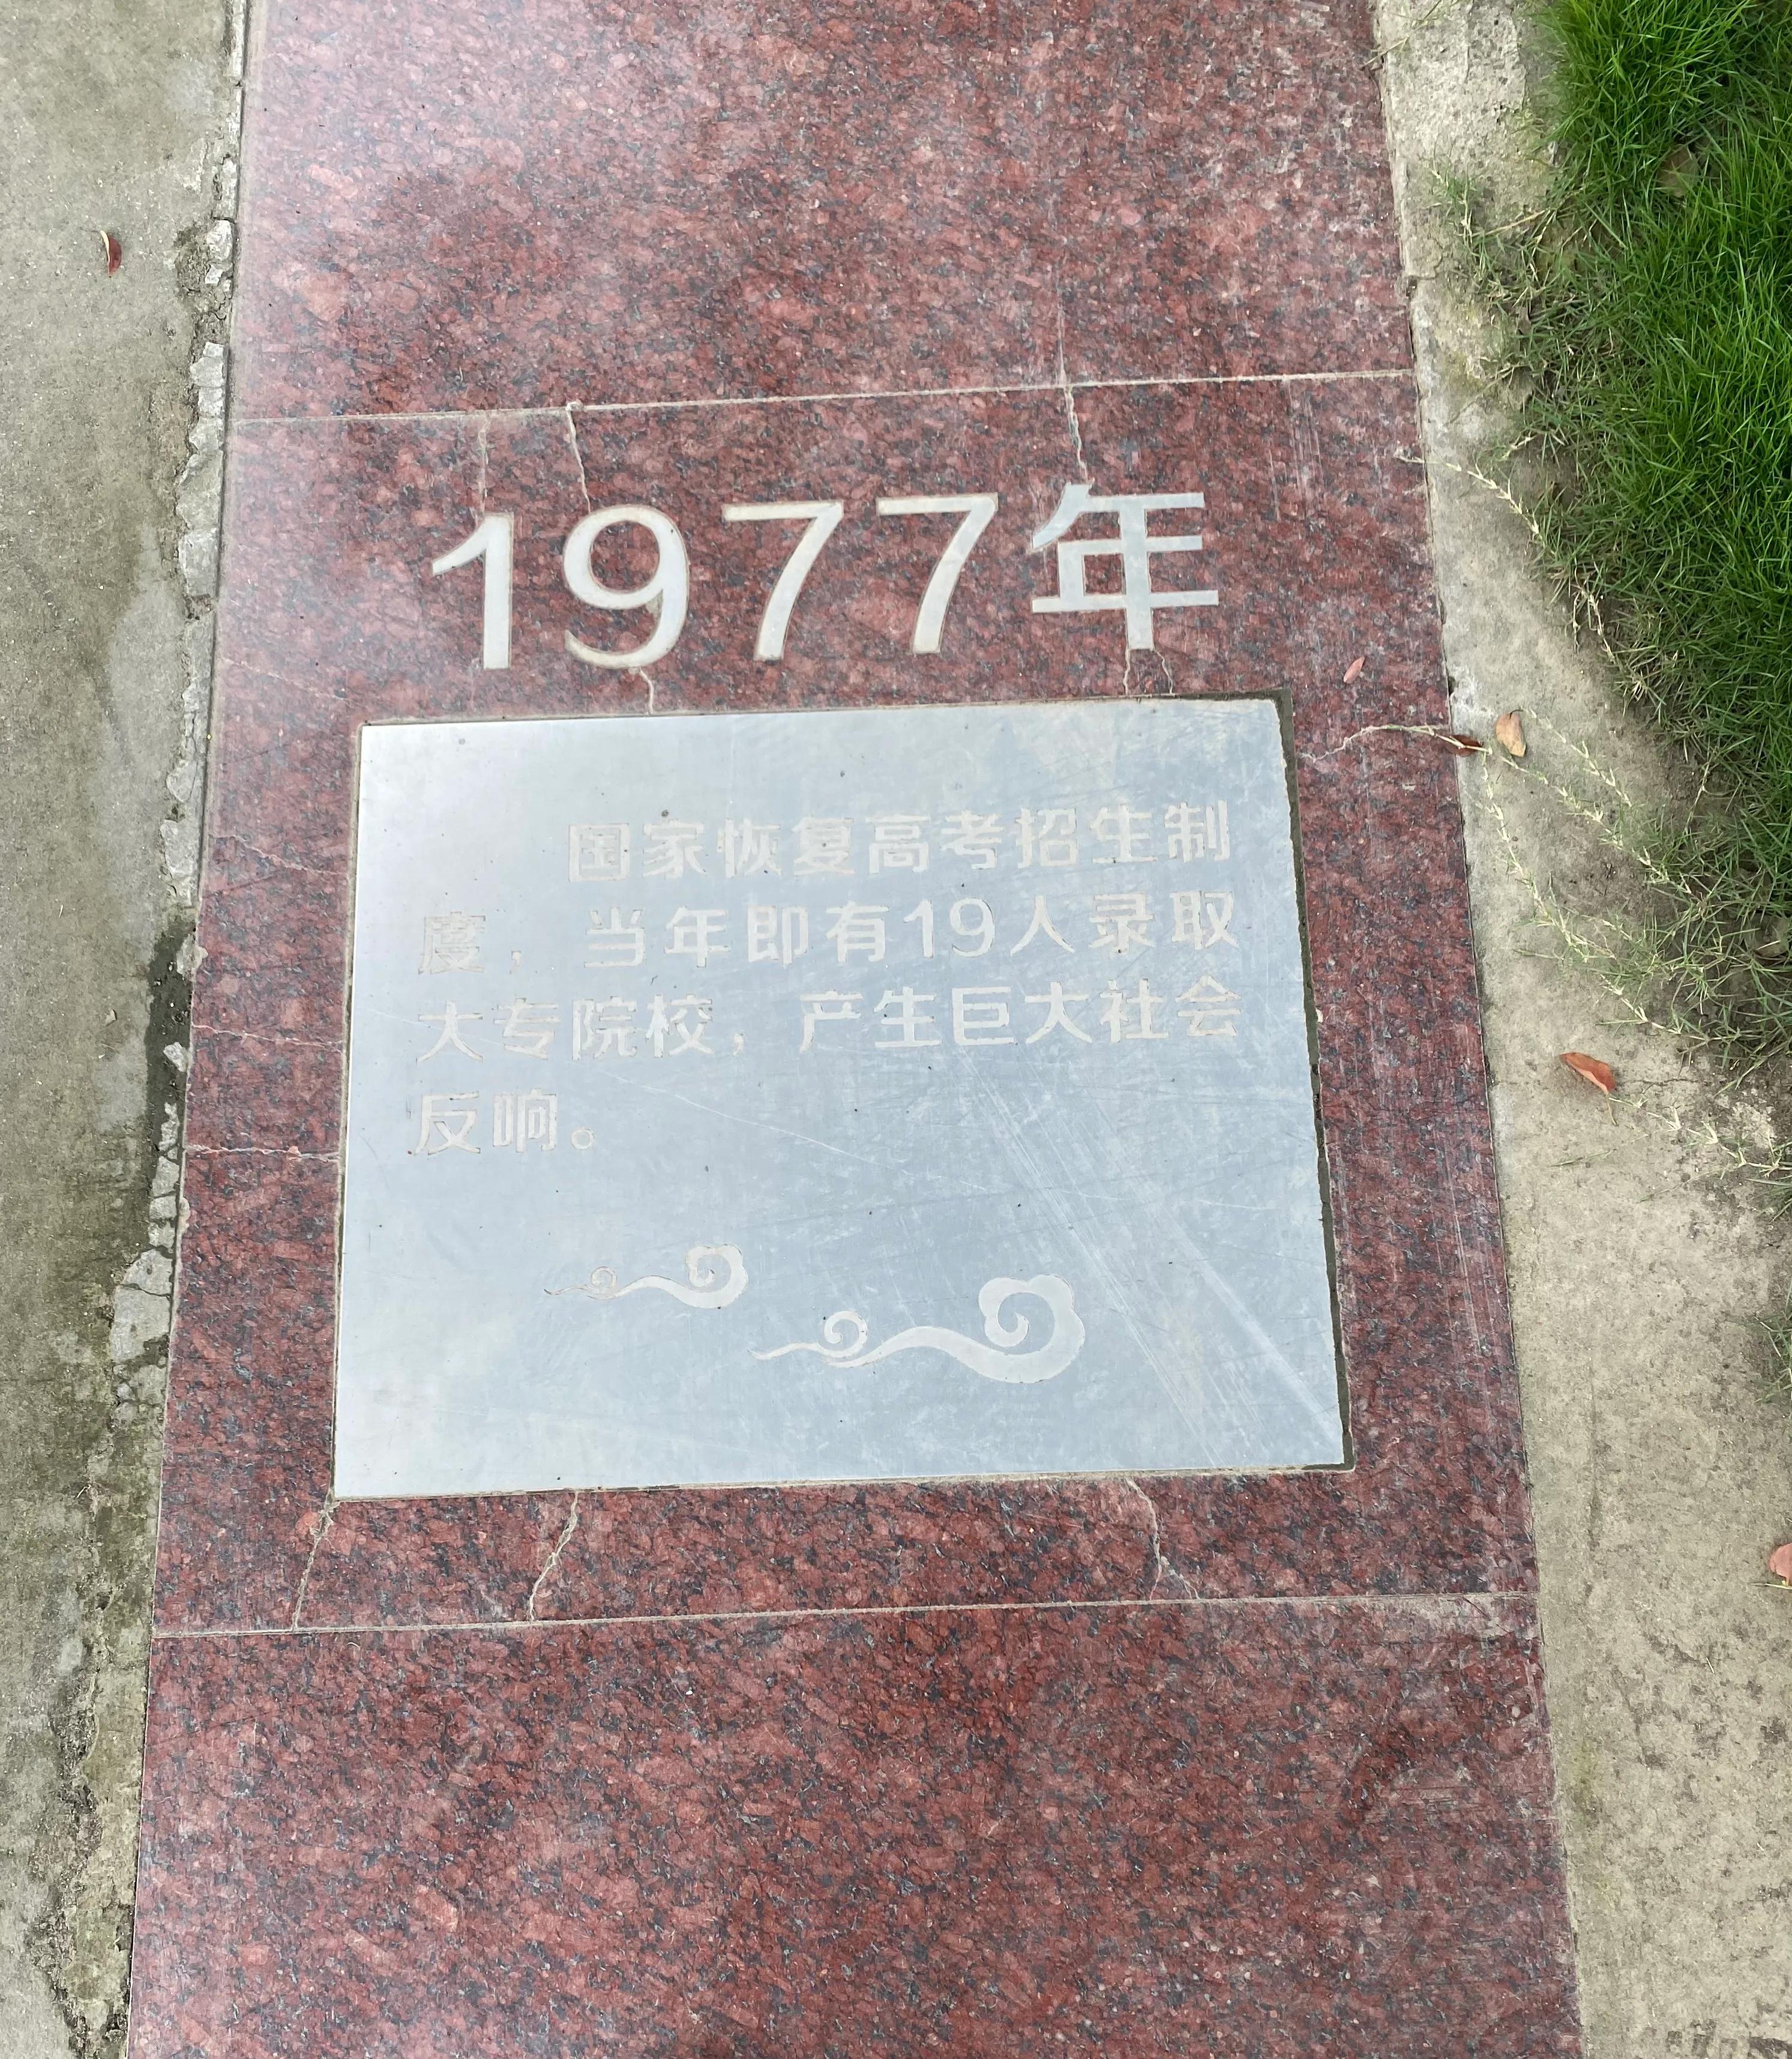 1977年
国家恢复高考招生制
度，当年即有19人录取
大专院校，产生巨大社会
反响。